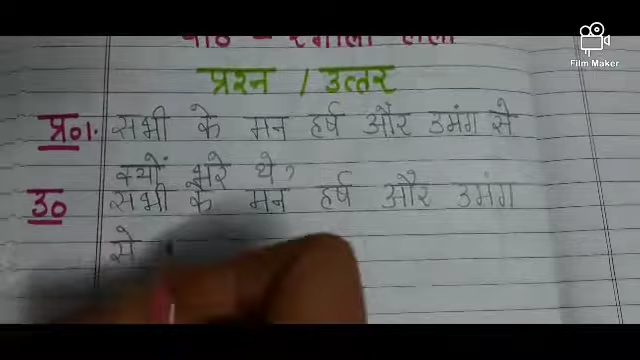 पाठ -
Film Maker
प्रश्न / उत्तर
प्र०1. सभी के मन हर्ष और उमंग से
क्यों भरे थे?
उ० सभी के मन हर्ष और उमंग
से